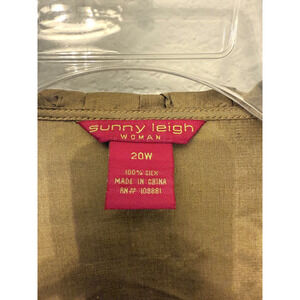 sunny leigh
WOMAN
20W
100% SILK
MADE IN CHINA
RN# 108881